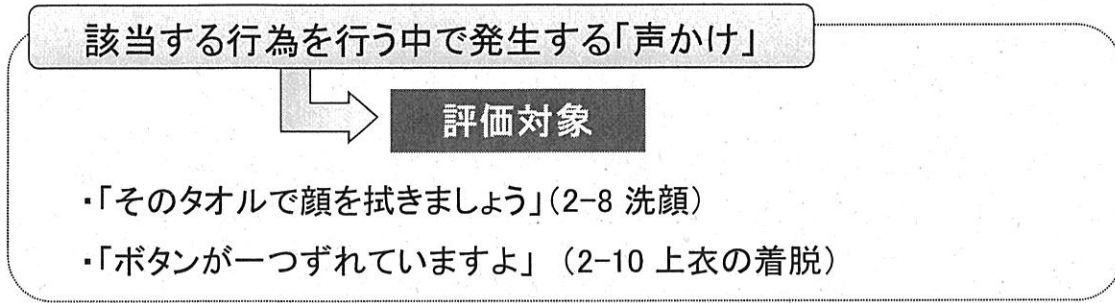 該当する行為を行う中で発生する「声かけ」
評価対象
・「そのタオルで顔を拭きましょう」(2-8 洗顔)
・「ボタンが一つずれていますよ」 (2-10 上衣の着脱)